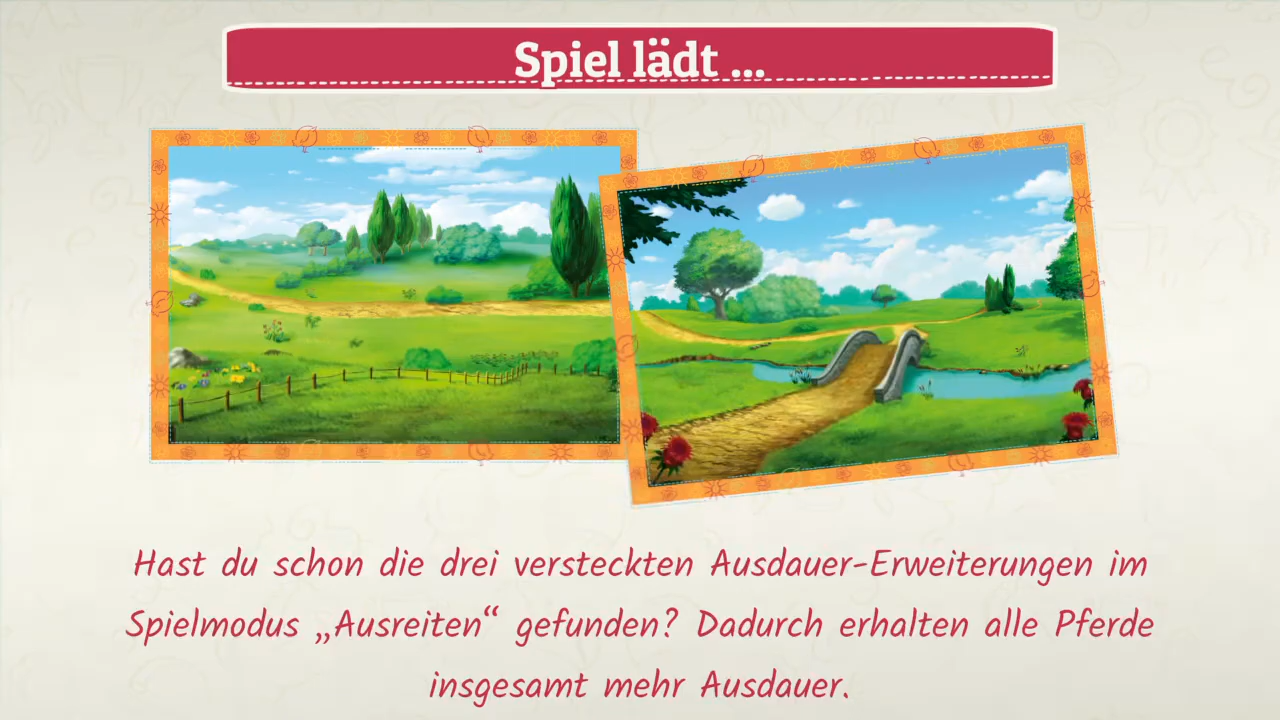 Spiel lädt ...
Hast du schon die drei versteckten Ausdauer-Erweiterungen im
Spielmodus „Ausreiten“ gefunden? Dadurch erhalten alle Pferde
insgesamt mehr Ausdauer.